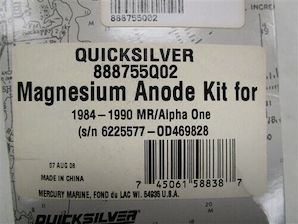 888755Q02
QUICKSILVER
888755Q02
Magnesium Anode Kit for
1984-1990 MR/Alpha One
(s/n 6225577-OD469828
07 AUG 08
MADE IN CHINA
7 45061 58838 7
MERCURY MARINE, FOND du LAC WI. 54935 U.S.A.
QUICKSILVER